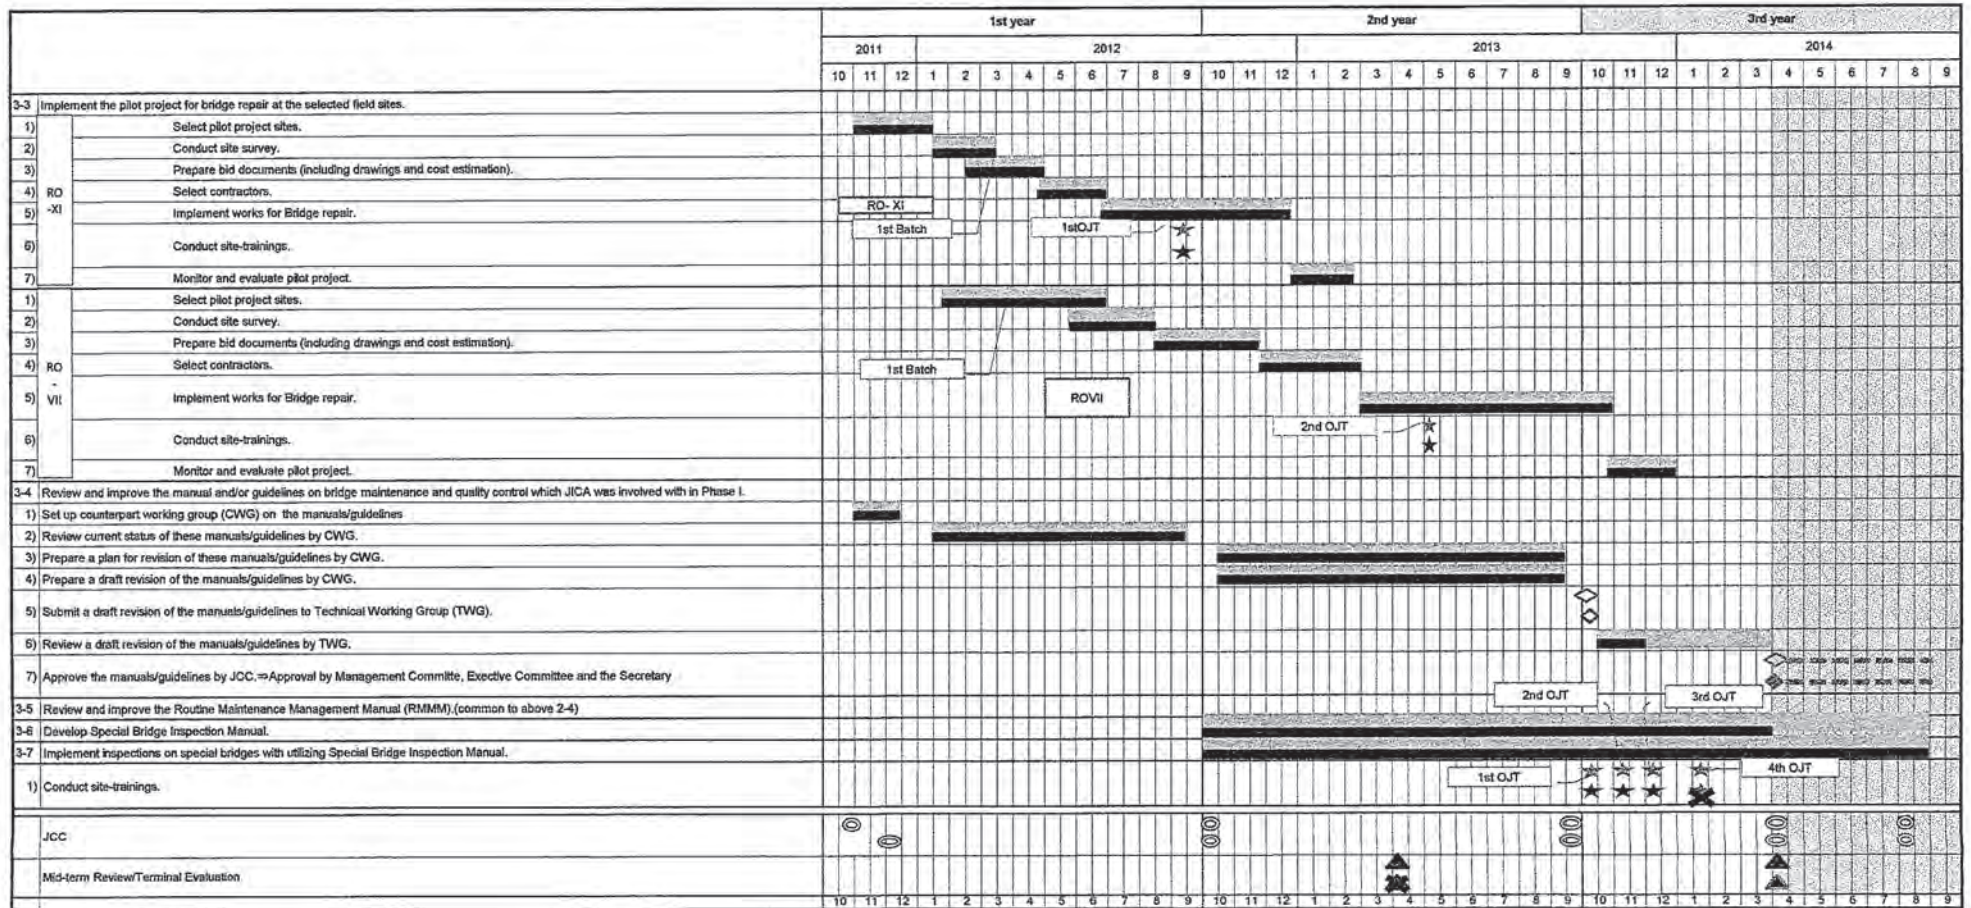 1st year 2nd year 3rd year
2011 2012 2013 2014
10 11 12 1 2 3 4 5 6 7 8 9 10 11 12 1 2 3 4 5 6 7 8 9 10 11 12 1 2 3 4 5 6 7 8 9
3-3 Implement the pilot project for bridge repair at the selected field sites.
1) Select pilot project sites.
2) Conduct site survey.
3) Prepare bid documents (including drawings and cost estimation).
4) RO Select contractors.
5) -XI Implement works for Bridge repair. RO- XI
1st Batch 1stOJT
6) Conduct site-trainings.
7) Monitor and evaluate pilot project.
1) Select pilot project sites.
2) Conduct site survey.
3) Prepare bid documents (including drawings and cost estimation).
4) RO Select contractors. 1st Batch
5) - VII Implement works for Bridge repair. ROVII
2nd OJT
6) Conduct site-trainings.
7) Monitor and evaluate pilot project.
3-4 Review and improve the manual and/or guidelines on bridge maintenance and quality control which JICA was involved with in Phase I.
1) Set up counterpart working group (CWG) on the manuals/guidelines
2) Review current status of these manuals/guidelines by CWG.
3) Prepare a plan for revision of these manuals/guidelines by CWG.
4) Prepare a draft revision of the manuals/guidelines by CWG.
5) Submit a draft revision of the manuals/guidelines to Technical Working Group (TWG).
6) Review a draft revision of the manuals/guidelines by TWG.
7) Approve the manuals/guidelines by JCC.⇒Approval by Management Committe, Exective Committee and the Secretary
2nd OJT 3rd OJT
3-5 Review and improve the Routine Maintenance Management Manual (RMMM).(common to above 2-4)
3-6 Develop Special Bridge Inspection Manual.
3-7 Implement inspections on special bridges with utilizing Special Bridge Inspection Manual.
1st OJT 4th OJT
1) Conduct site-trainings.
JCC
Mid-term Review/Terminal Evaluation
10 11 12 1 2 3 4 5 6 7 8 9 10 11 12 1 2 3 4 5 6 7 8 9 10 11 12 1 2 3 4 5 6 7 8 9